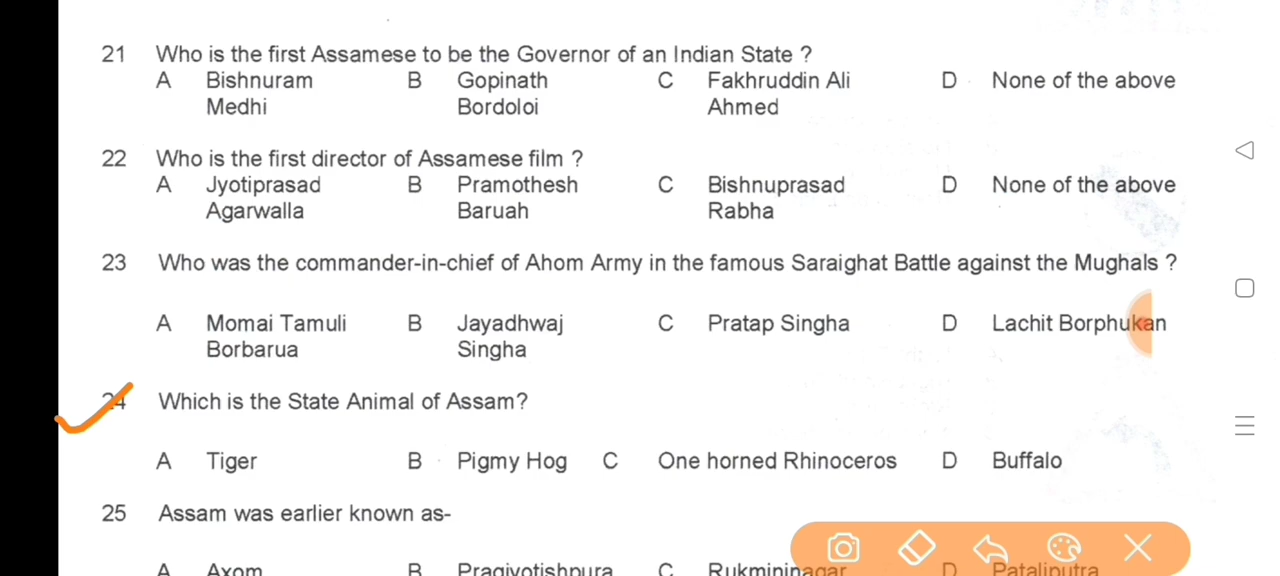 21 Who is the first Assamese to be the Governor of an Indian State ?
A Bishnuram Medhi B Gopinath Bordoloi C Fakhruddin Ali Ahmed D None of the above
22 Who is the first director of Assamese film ?
A Jyotiprasad Agarwalla B Pramothesh Baruah C Bishnuprasad Rabha D None of the above
23 Who was the commander-in-chief of Ahom Army in the famous Saraighat Battle against the Mughals ?
A Momai Tamuli Borbarua B Jayadhwaj Singha C Pratap Singha D Lachit Borphukan
24 Which is the State Animal of Assam?
A Tiger B Pigmy Hog C One horned Rhinoceros D Buffalo
25 Assam was earlier known as-
A Axom B Pragjyotishpura C Rukmininagar D Pataliputra